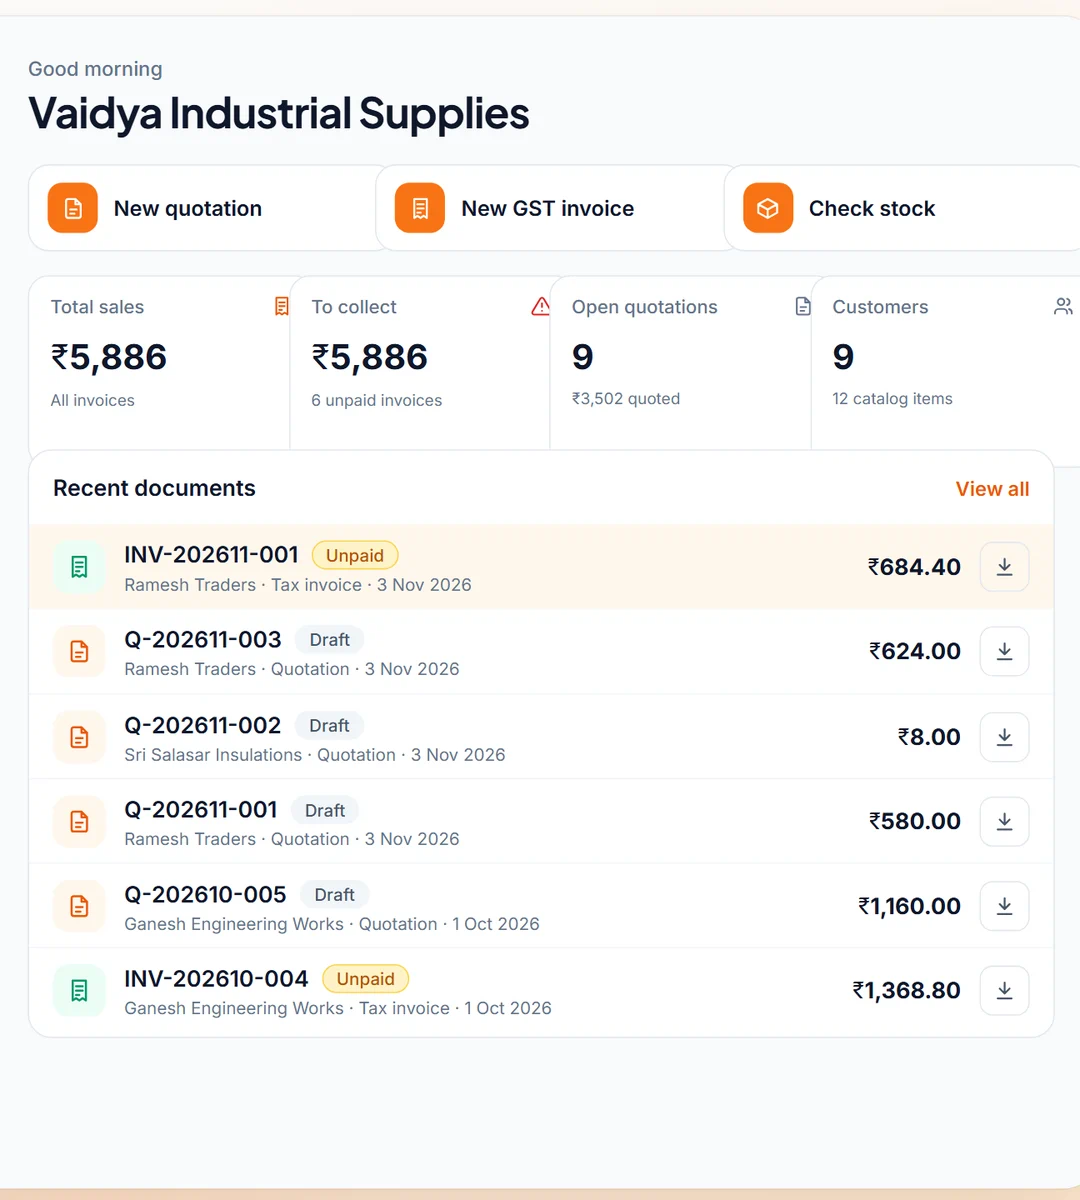 Good morning
Vaidya Industrial Supplies
New quotation
New GST invoice
Check stock
Total sales
To collect
Open quotations
Customers
₹5,886
₹5,886
9
9
All invoices
6 unpaid invoices
₹3,502 quoted
12 catalog items
Recent documents
View all
INV-202611-001 Unpaid
Ramesh Traders · Tax invoice · 3 Nov 2026
₹684.40
Q-202611-003 Draft
Ramesh Traders · Quotation · 3 Nov 2026
₹624.00
Q-202611-002 Draft
Sri Salasar Insulations · Quotation · 3 Nov 2026
₹8.00
Q-202611-001 Draft
Ramesh Traders · Quotation · 3 Nov 2026
₹580.00
Q-202610-005 Draft
Ganesh Engineering Works · Quotation · 1 Oct 2026
₹1,160.00
INV-202610-004 Unpaid
Ganesh Engineering Works · Tax invoice · 1 Oct 2026
₹1,368.80